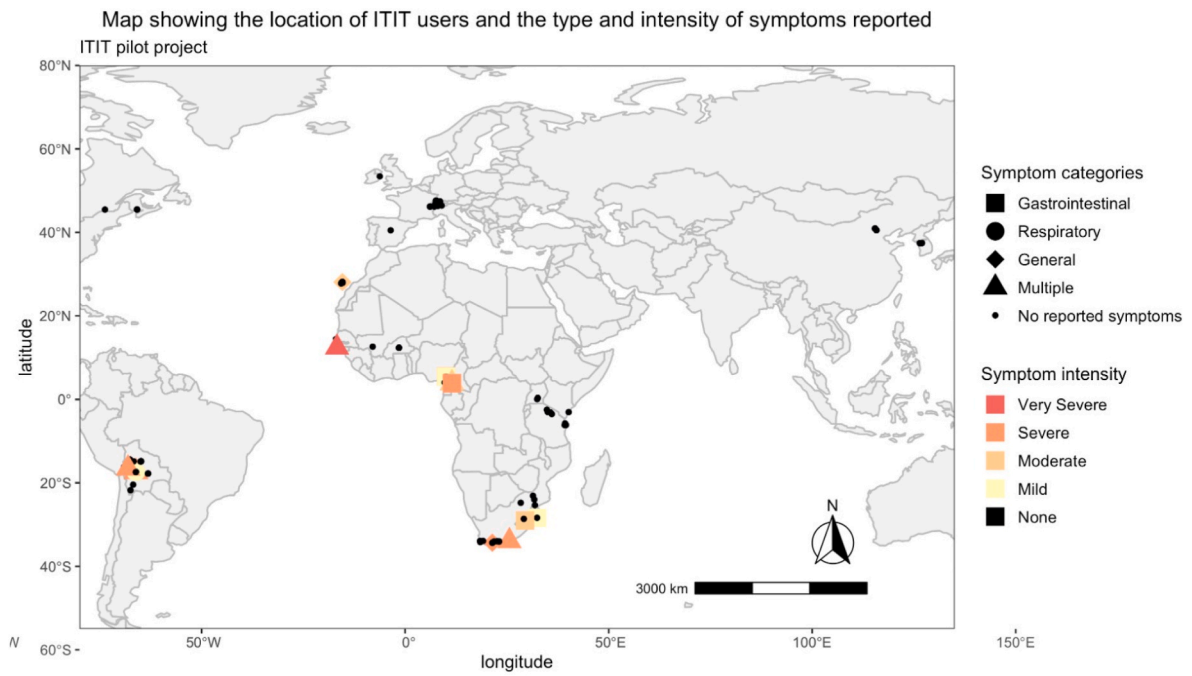 Map showing the location of ITIT users and the type and intensity of symptoms reported
ITIT pilot project
80°N
60°N
40°N
20°N
0°
20°S
40°S
60°S
latitude
W
50°W
0°
50°E
100°E
150°E
longitude
N
3000 km
Symptom categories
Gastrointestinal
Respiratory
General
Multiple
No reported symptoms
Symptom intensity
Very Severe
Severe
Moderate
Mild
None